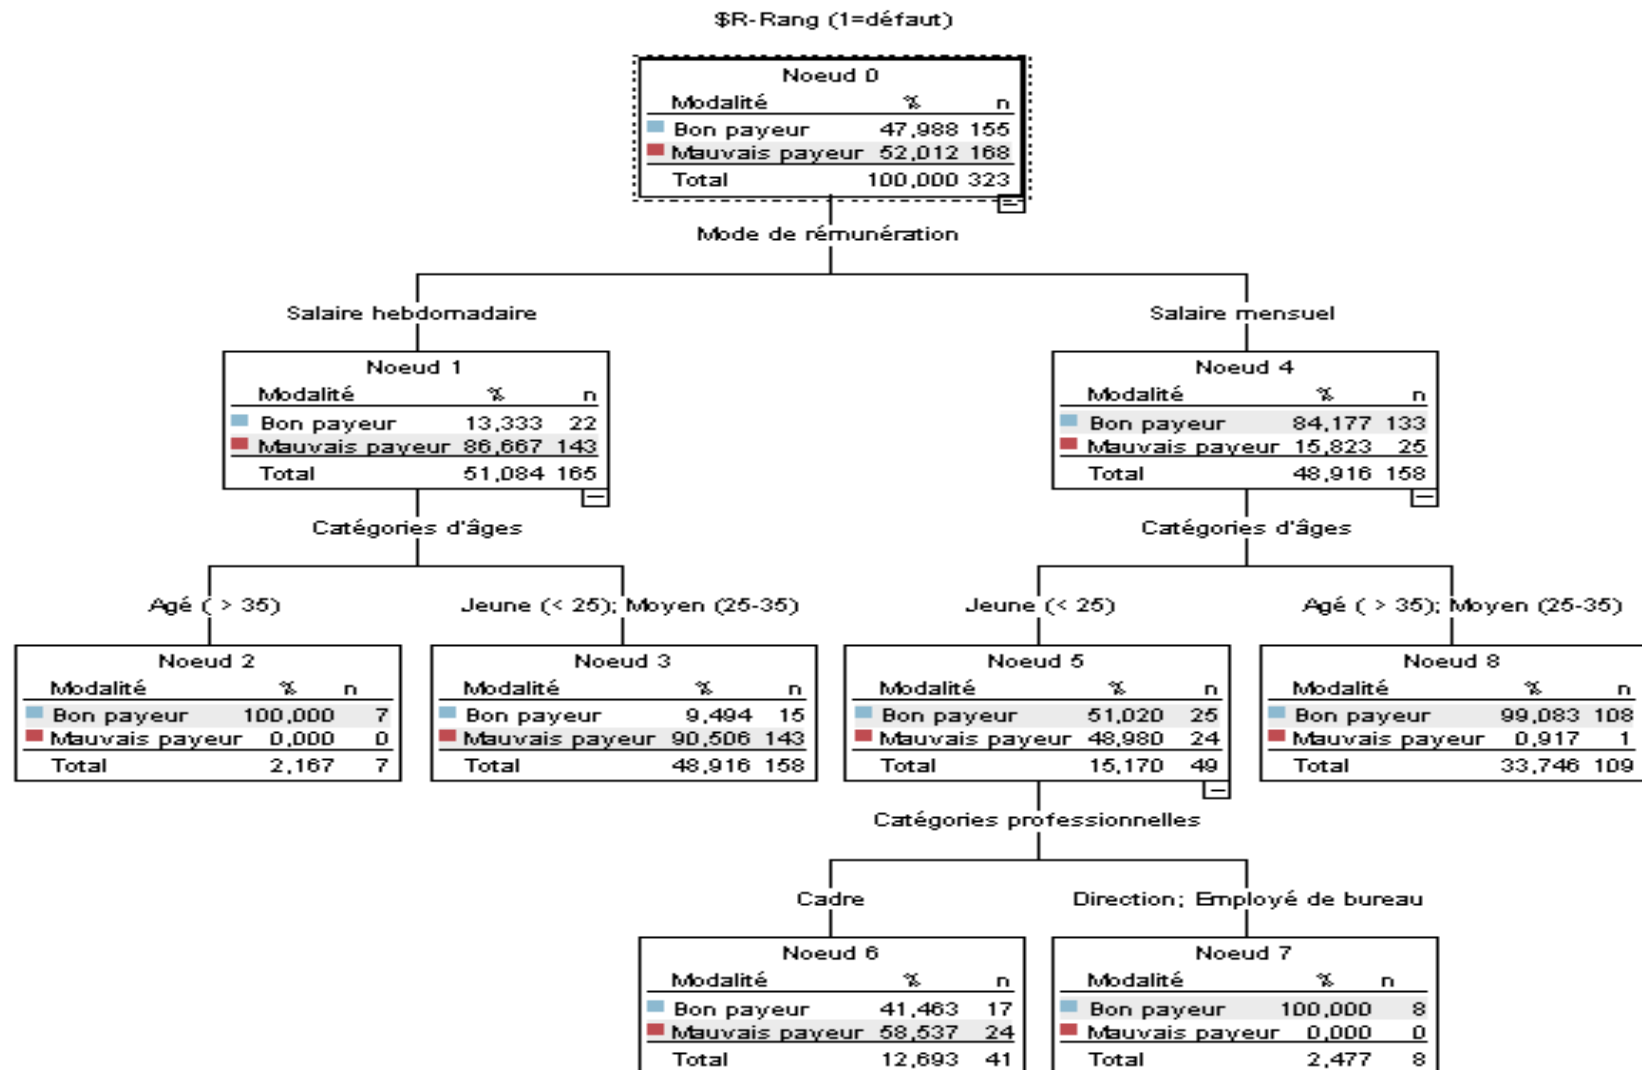 $R-Rang (1=défaut)
Noeud 0
Modalité % n
Bon payeur 47,988 155
Mauvais payeur 52,012 168
Total 100,000 323
Mode de rémunération
Salaire hebdomadaire
Salaire mensuel
Noeud 1
Modalité % n
Bon payeur 13,333 22
Mauvais payeur 86,667 143
Total 51,084 165
Noeud 4
Modalité % n
Bon payeur 84,177 133
Mauvais payeur 15,823 25
Total 48,916 158
Catégories d'âges
Catégories d'âges
Agé ( > 35)
Jeune (< 25); Moyen (25-35)
Jeune (< 25)
Agé ( > 35); Moyen (25-35)
Noeud 2
Modalité % n
Bon payeur 100,000 7
Mauvais payeur 0,000 0
Total 2,167 7
Noeud 3
Modalité % n
Bon payeur 9,494 15
Mauvais payeur 90,506 143
Total 48,916 158
Noeud 5
Modalité % n
Bon payeur 51,020 25
Mauvais payeur 48,980 24
Total 15,170 49
Noeud 8
Modalité % n
Bon payeur 99,083 108
Mauvais payeur 0,917 1
Total 33,746 109
Catégories professionnelles
Cadre
Direction; Employé de bureau
Noeud 6
Modalité % n
Bon payeur 41,463 17
Mauvais payeur 58,537 24
Total 12,693 41
Noeud 7
Modalité % n
Bon payeur 100,000 8
Mauvais payeur 0,000 0
Total 2,477 8